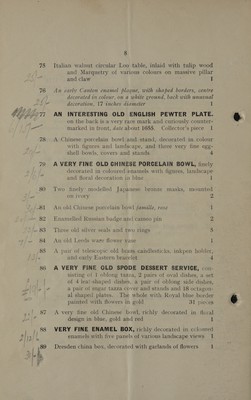 8
75 Italian walnut circular Loo table, inlaid with tulip wood
and Marquetry of various colours on massive pillar
and claw 1
76 An early Canton enamel plaque, with shaped borders, centre
decorated in colour, on a white ground, back with unusual
decoration, 17 inches diameter 1
77 AN INTERESTING OLD ENGLISH PEWTER PLATE,
on the back is a very rare mark and curiously counter-
marked in front, date about 1655. Collector's piece 1
78 A Chinese porcelain bowl and stand, decorated in colour
with figures and landscape, and three very fine egg-
shell bowls, covers and stands 4
79 A VERY FINE OLD CHINESE PORCELAIN BOWL, finely
decorated in coloured enamels with figures, landscape
and floral decoration in blue 1
80 Two finely modelled Japanese bronze masks, mounted
on ivory 2
81 An old Chinese porcelain bowl famille, rose 1
82 Enamelled Russian badge and cameo pin 2
83 Three old silver seals and two rings 5
84 An old Leeds ware flower vase 1
85 A pair of telescopic old brass candlesticks, inkpen holder,
and early Eastern bracelet 4
86 A VERY FINE OLD SPODE DESSERT SERVICE, con-
sisting of 1 oblong tazza, 2 pairs of oval dishes, a set
of 4 tea-shaped dishes, a pair of oblong side dishes,
a pair of sugar tazza cover and stands and 18 octagon-
al shaped plates. The whole with Royal blue border
painted with flowers in gold 31 pieces
87 A very fine old Chinese bowl, richly decorated in floral
design in blue, gold and red 1
88 VERY FINE ENAMEL BOX, richly decorated in coloured
enamels with five panels of various landscape views 1
89 Dresden china box, decorated with garlands of flowers 1